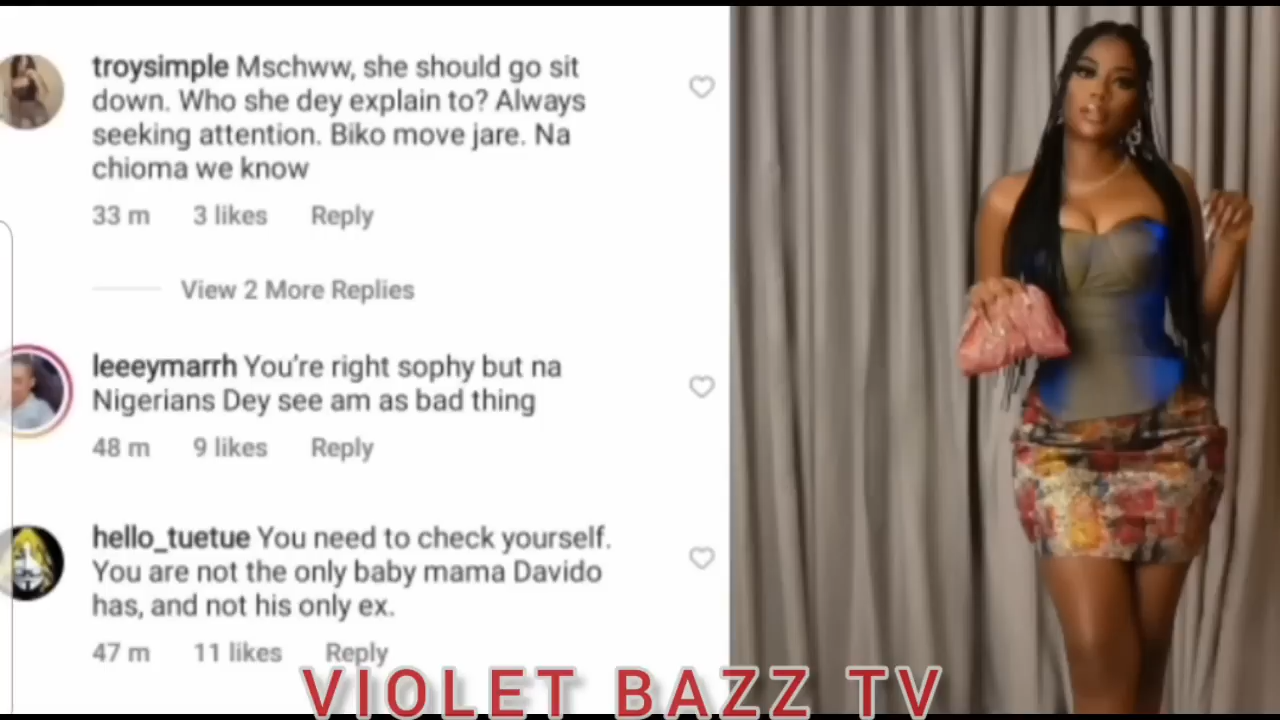 troysimple Mschww, she should go sit
down. Who she dey explain to? Always
seeking attention. Biko move jare. Na
chioma we know
33 m 3 likes Reply
View 2 More Replies
leeeymarrh You're right sophy but na
Nigerians Dey see am as bad thing
48 m 9 likes Reply
hello_tuetue You need to check yourself.
You are not the only baby mama Davido
has, and not his only ex.
47 m 11 likes Reply
VIOLET BAZZ TV